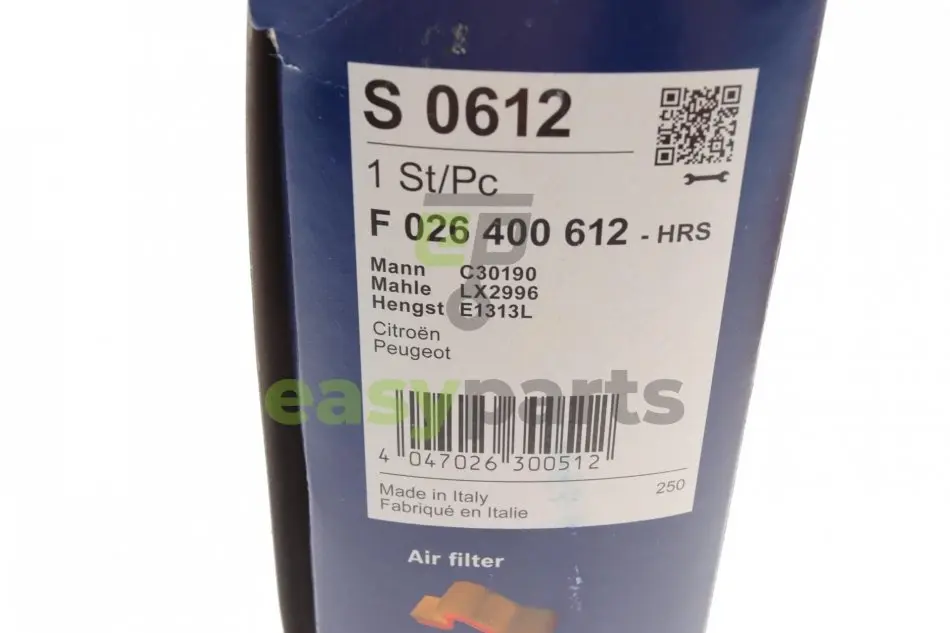 S 0612
1 St/Pc
F 026 400 612 - HRS
Mann C30190
Mahle LX2996
Hengst E1313L
Citroën
Peugeot
easyparts
4 047026 300512
Made in Italy 250
Fabriqué en Italie
Air filter